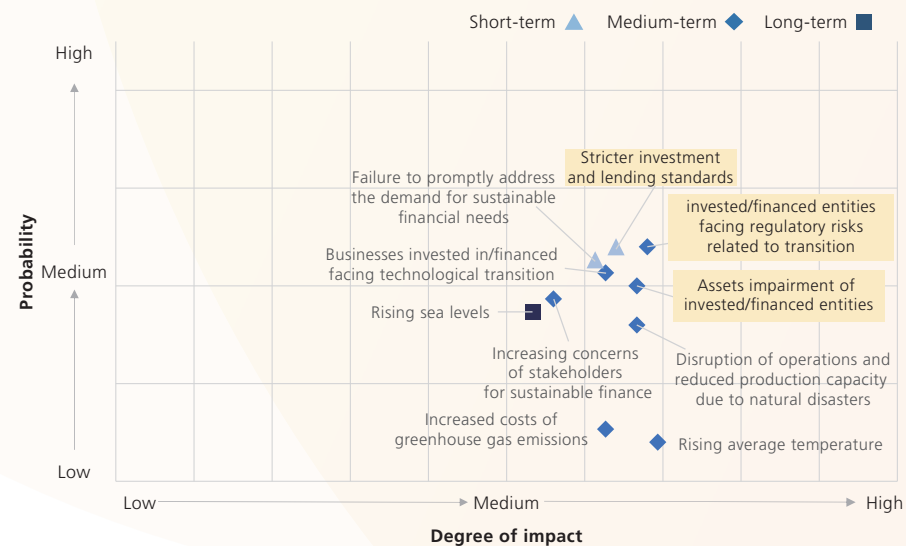 Short-term
Medium-term
Long-term
High
Stricter investment
and lending standards
Failure to promptly address
the demand for sustainable
financial needs
invested/financed entities
facing regulatory risks
related to transition
Businesses invested in/financed
facing technological transition
Probability
Medium
Assets impairment of
invested/financed entities
Rising sea levels
Increasing concerns
of stakeholders
for sustainable finance
Disruption of operations and
reduced production capacity
due to natural disasters
Increased costs of
greenhouse gas emissions
Rising average temperature
Low
Low
Medium
High
Degree of impact